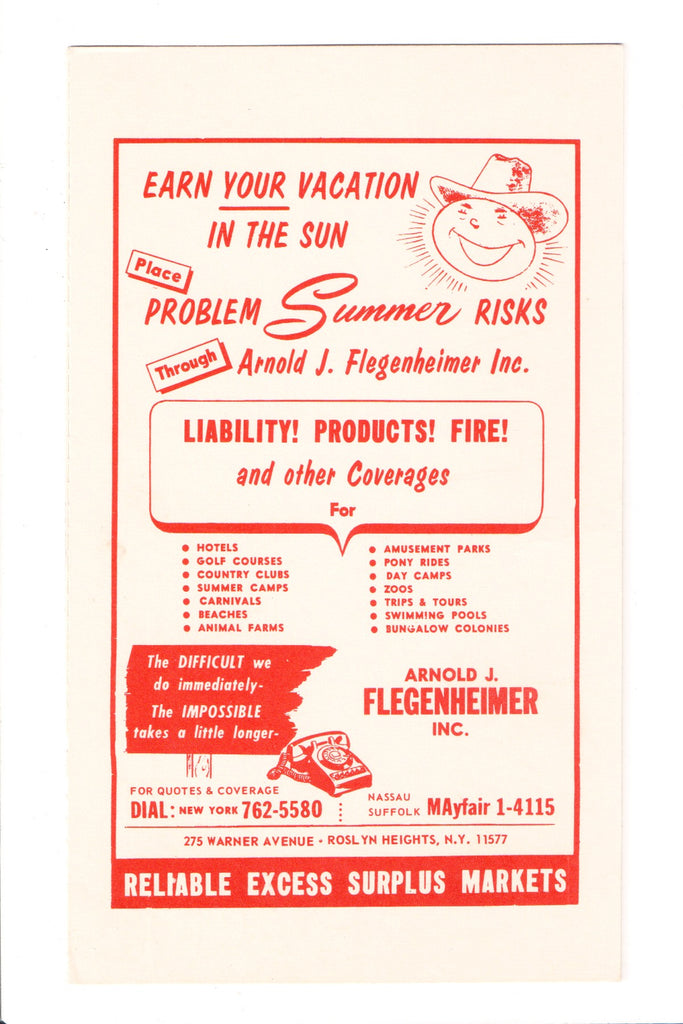 EARN YOUR VACATION
IN THE SUN
Place
PROBLEM Summer RISKS
Through Arnold J. Flegenheimer Inc.
LIABILITY! PRODUCTS! FIRE!
and other Coverages
For
● HOTELS
● GOLF COURSES
● COUNTRY CLUBS
● SUMMER CAMPS
● CARNIVALS
● BEACHES
● ANIMAL FARMS
● AMUSEMENT PARKS
● PONY RIDES
● DAY CAMPS
● ZOOS
● TRIPS & TOURS
● SWIMMING POOLS
● BUNGALOW COLONIES
The DIFFICULT we
do immediately-
The IMPOSSIBLE
takes a little longer-
ARNOLD J.
FLEGENHEIMER
INC.
FOR QUOTES & COVERAGE
DIAL: NEW YORK 762-5580
NASSAU
SUFFOLK MAyfair 1-4115
275 WARNER AVENUE • ROSLYN HEIGHTS, N.Y. 11577
RELIABLE EXCESS SURPLUS MARKETS